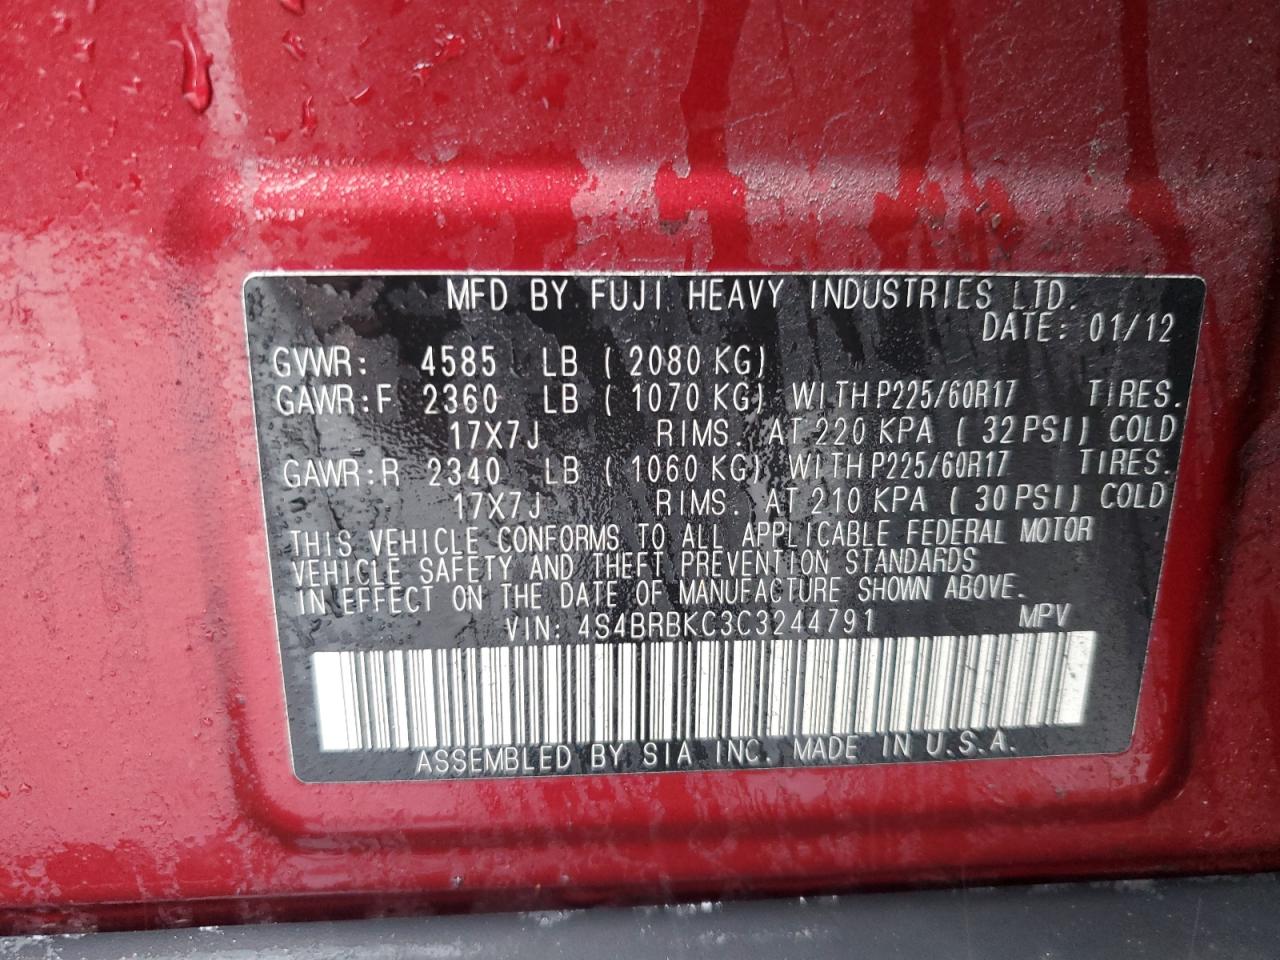 MFD BY FUJI HEAVY INDUSTRIES LTD.
DATE: 01/12
GVWR: 4585 LB ( 2080 KG)
GAWR:F 2360 LB ( 1070 KG) WITH P225/60R17 TIRES.
17X7J RIMS. AT 220 KPA ( 32 PSI) COLD
GAWR:R 2340 LB ( 1060 KG) WITH P225/60R17 TIRES.
17X7J RIMS. AT 210 KPA ( 30 PSI) COLD
THIS VEHICLE CONFORMS TO ALL APPLICABLE FEDERAL MOTOR
VEHICLE SAFETY AND THEFT PREVENTION STANDARDS
IN EFFECT ON THE DATE OF MANUFACTURE SHOWN ABOVE.
VIN: 4S4BRBKC3C3244791 MPV
ASSEMBLED BY SIA INC. MADE IN U.S.A.